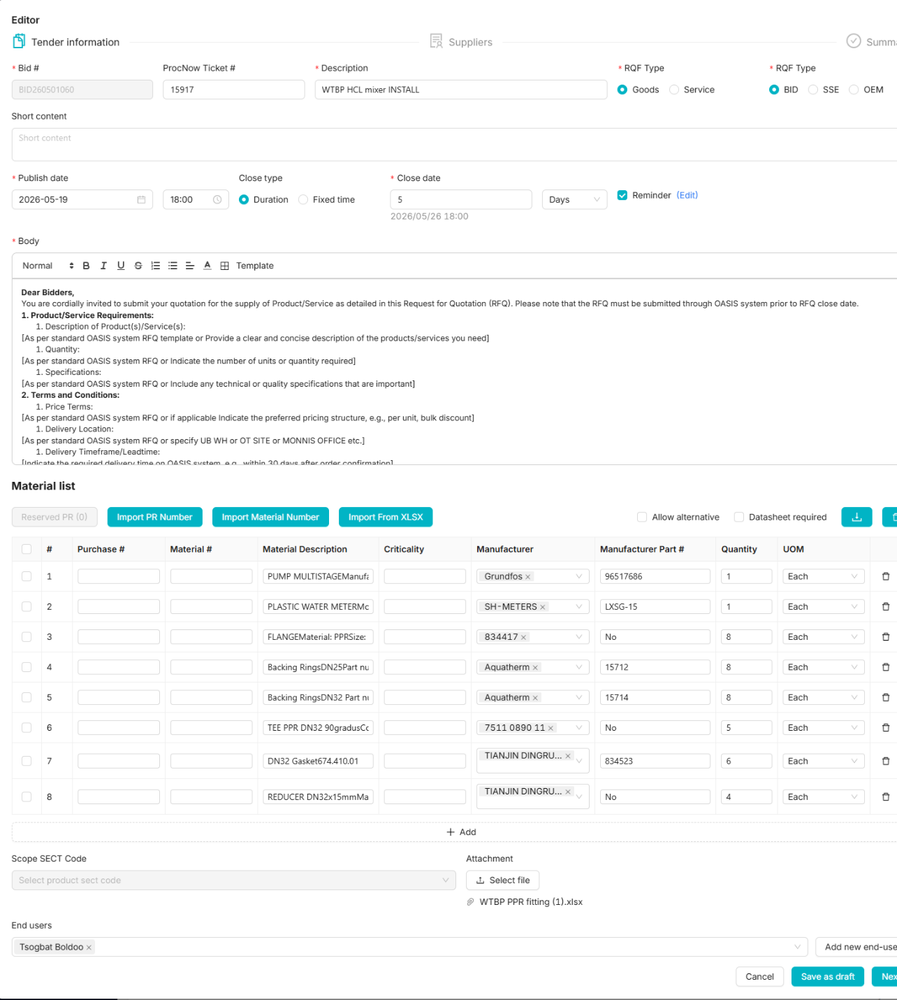 Editor
Tender information
Suppliers
Summa
* Bid #
ProcNow Ticket #
* Description
* RQF Type
* RQF Type
BID260501060
15917
WTBP HCL mixer INSTALL
Goods
Service
BID
SSE
OEM
Short content
Short content
* Publish date
Close type
* Close date
2026-05-19
18:00
Duration
Fixed time
5
Days
Reminder (Edit)
2026/05/26 18:00
* Body
Normal
B I U S A Template
Dear Bidders,
You are cordially invited to submit your quotation for the supply of Product/Service as detailed in this Request for Quotation (RFQ). Please note that the RFQ must be submitted through OASIS system prior to RFQ close date.
1. Product/Service Requirements:
1. Description of Product(s)/Service(s):
[As per standard OASIS system RFQ template or Provide a clear and concise description of the products/services you need]
1. Quantity:
[As per standard OASIS system RFQ or Indicate the number of units or quantity required]
1. Specifications:
[As per standard OASIS system RFQ or Include any technical or quality specifications that are important]
2. Terms and Conditions:
1. Price Terms:
[As per standard OASIS system RFQ or if applicable Indicate the preferred pricing structure, e.g., per unit, bulk discount]
1. Delivery Location:
[As per standard OASIS system RFQ or specify UB WH or OT SITE or MONNIS OFFICE etc.]
1. Delivery Timeframe/Leadtime:
[Indicate the required delivery time on OASIS system, e.g., within 30 days after order confirmation]
Material list
Reserved PR (0)
Import PR Number
Import Material Number
Import From XLSX
Allow alternative
Datasheet required
# Purchase # Material # Material Description Criticality Manufacturer Manufacturer Part # Quantity UOM
1 PUMP MULTISTAGEManufa Grundfos × 96517686 1 Each
2 PLASTIC WATER METERMc SH-METERS × LXSG-15 1 Each
3 FLANGEMaterial: PPRSize: 834417 × No 8 Each
4 Backing RingsDN25Part nu Aquatherm × 15712 8 Each
5 Backing RingsDN32 Part nu Aquatherm × 15714 8 Each
6 TEE PPR DN32 90gradusCc 7511 0890 11 × No 5 Each
7 DN32 Gasket674.410.01 TIANJIN DINGRU... × 834523 6 Each
8 REDUCER DN32x15mmMa TIANJIN DINGRU... × No 4 Each
+ Add
Scope SECT Code
Attachment
Select product sect code
Select file
WTBP PPR fitting (1).xlsx
End users
Tsogbat Boldoo ×
Add new end-use
Cancel
Save as draft
Nex